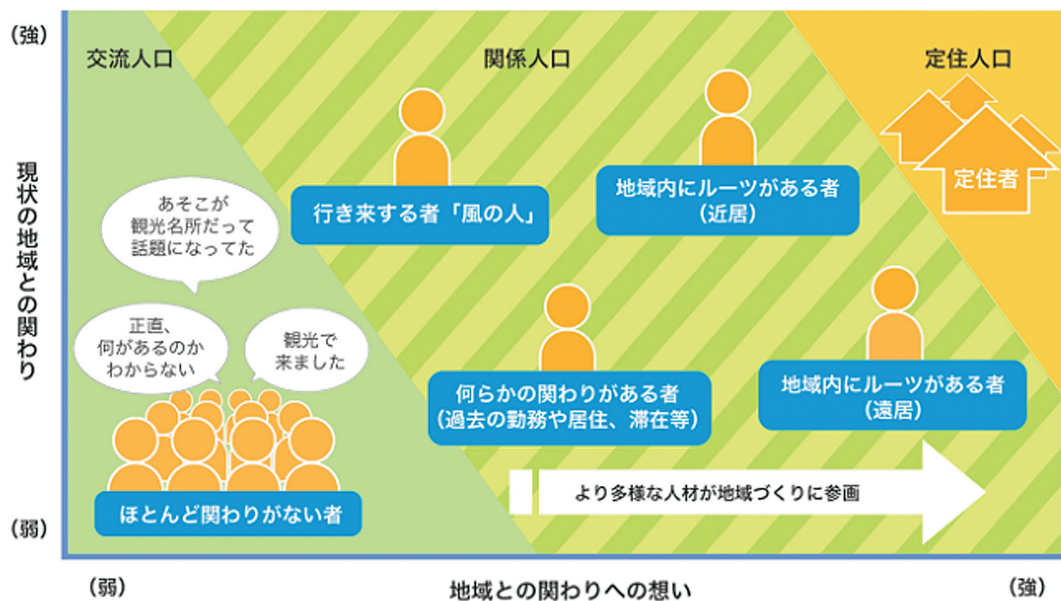 (強)
交流人口
関係人口
定住人口
定住者
行き来する者「風の人」
地域内にルーツがある者
(近居)
現状の地域との関わり
あそこが
観光名所だって
話題になってた
正直、
何があるのか
わからない
観光で
来ました
何らかの関わりがある者
(過去の勤務や居住、滞在等)
地域内にルーツがある者
(遠居)
より多様な人材が地域づくりに参画
ほとんど関わりがない者
(弱)
(弱)
地域との関わりへの想い
(強)